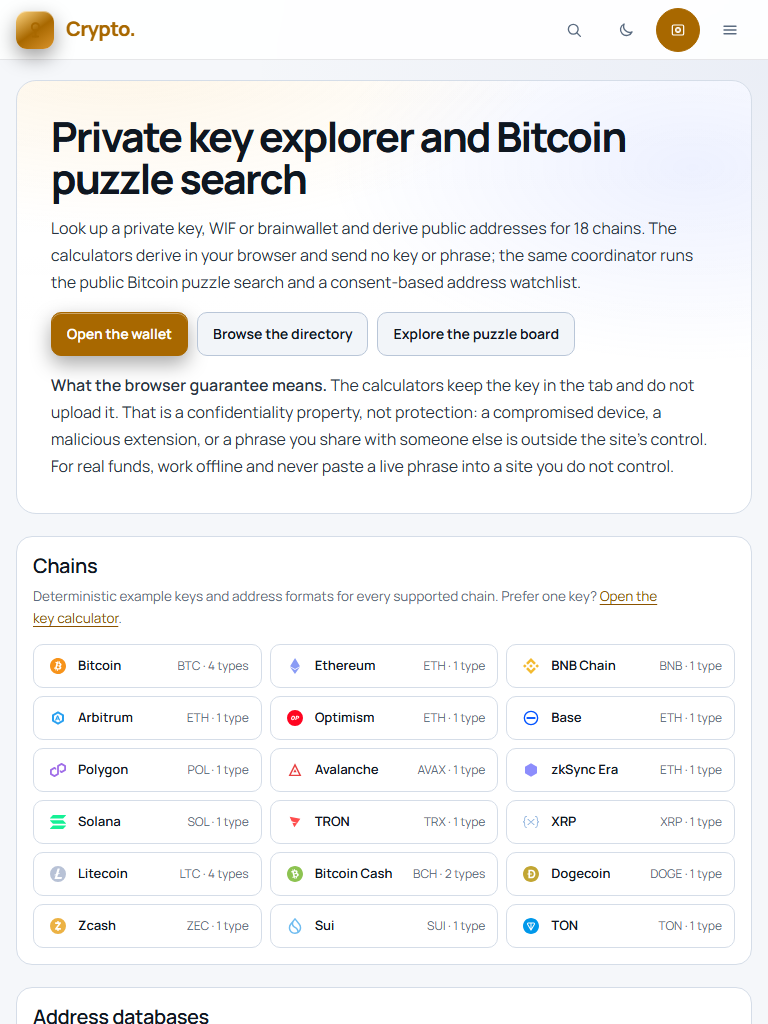 Crypto.
Private key explorer and Bitcoin
puzzle search
Look up a private key, WIF or brainwallet and derive public addresses for 18 chains. The
calculators derive in your browser and send no key or phrase; the same coordinator runs
the public Bitcoin puzzle search and a consent-based address watchlist.
Open the wallet
Browse the directory
Explore the puzzle board
What the browser guarantee means. The calculators keep the key in the tab and do not
upload it. That is a confidentiality property, not protection: a compromised device, a
malicious extension, or a phrase you share with someone else is outside the site's control.
For real funds, work offline and never paste a live phrase into a site you do not control.
Chains
Deterministic example keys and address formats for every supported chain. Prefer one key? Open the
key calculator.
Bitcoin BTC · 4 types
Ethereum ETH · 1 type
BNB Chain BNB · 1 type
Arbitrum ETH · 1 type
Optimism ETH · 1 type
Base ETH · 1 type
Polygon POL · 1 type
Avalanche AVAX · 1 type
zkSync Era ETH · 1 type
Solana SOL · 1 type
TRON TRX · 1 type
XRP XRP · 1 type
Litecoin LTC · 4 types
Bitcoin Cash BCH · 2 types
Dogecoin DOGE · 1 type
Zcash ZEC · 1 type
Sui SUI · 1 type
TON TON · 1 type
Address databases